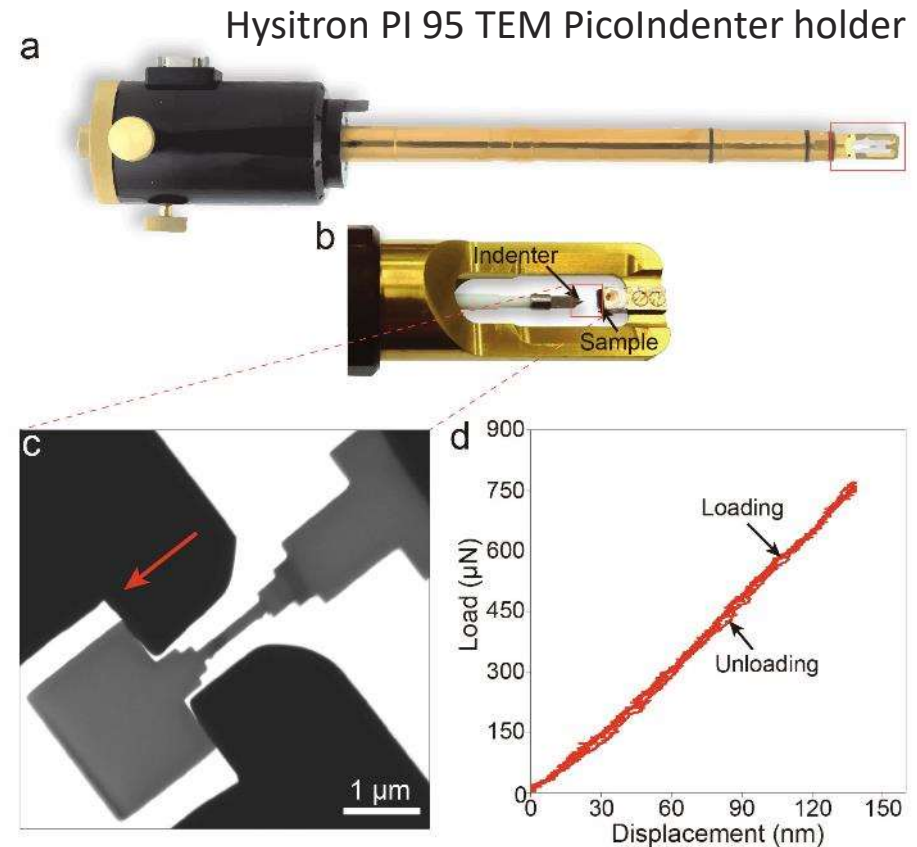 Hysitron PI 95 TEM PicoIndenter holder
a
b
Indenter
Sample
c
1 µm
d
900
750
600
450
300
150
0
0
30
60
90
120
150
Load (µN)
Displacement (nm)
Loading
Unloading